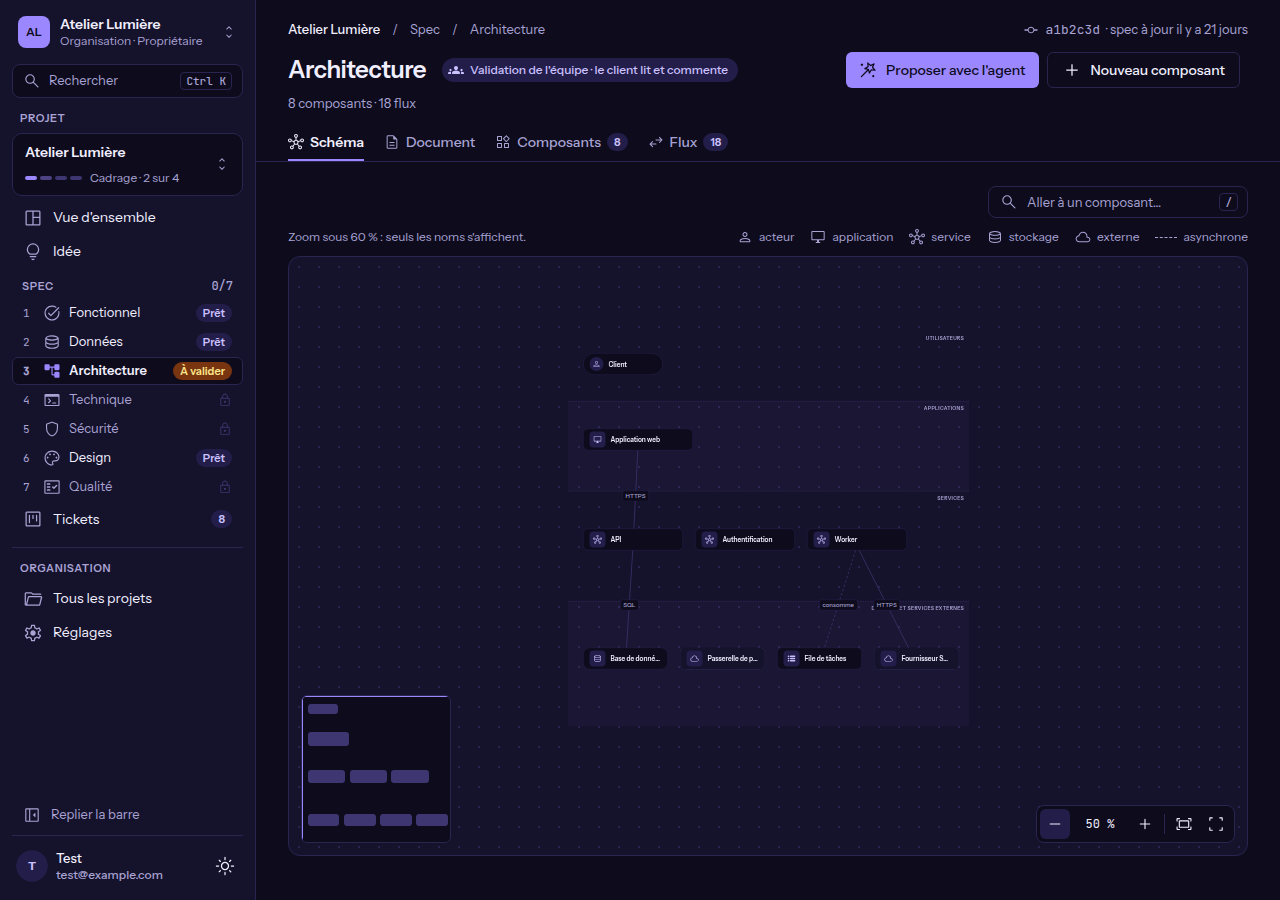 AL
Atelier Lumière
Organisation · Propriétaire
Rechercher
Ctrl K
PROJET
Atelier Lumière
Cadrage · 2 sur 4
Vue d'ensemble
Idée
SPEC 0/7
1 Fonctionnel Prêt
2 Données Prêt
3 Architecture À valider
4 Technique
5 Sécurité
6 Design Prêt
7 Qualité
Tickets 8
ORGANISATION
Tous les projets
Réglages
Replier la barre
T
Test
test@example.com
Atelier Lumière / Spec / Architecture
a1b2c3d · spec à jour il y a 21 jours
Architecture
Validation de l'équipe · le client lit et commente
Proposer avec l'agent
Nouveau composant
8 composants · 18 flux
Schéma
Document
Composants 8
Flux 18
Aller à un composant...
/
Zoom sous 60 % : seuls les noms s'affichent.
acteur
application
service
stockage
externe
asynchrone
UTILISATEURS
Client
APPLICATIONS
Application web
HTTPS
SERVICES
API
Authentification
Worker
SQL
consomme
HTTPS
ET SERVICES EXTERNES
Base de donné...
Passerelle de p...
File de tâches
Fournisseur S...
50 %